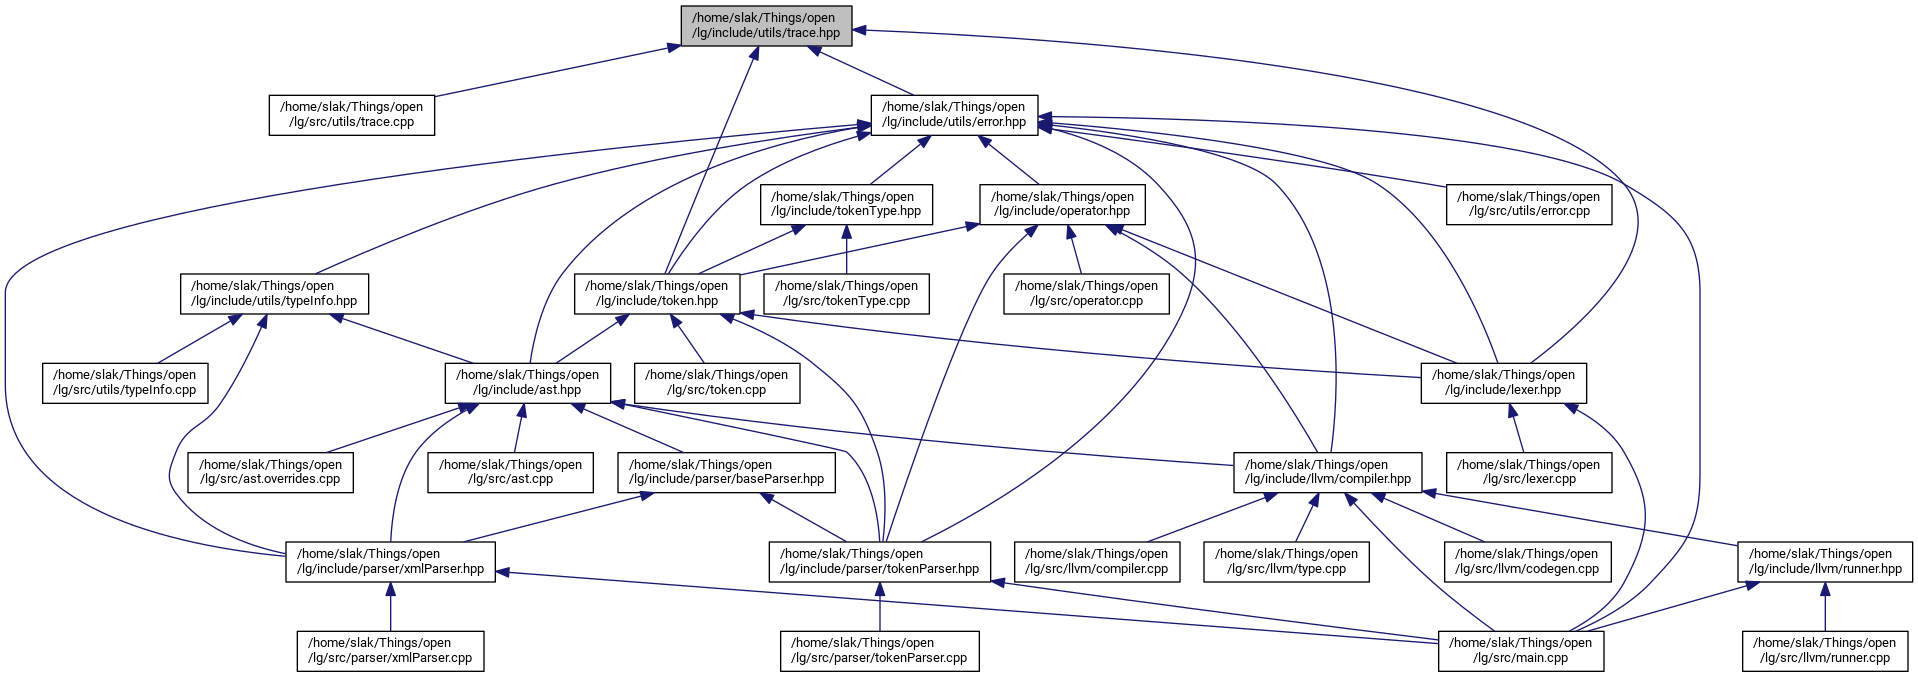 /home/slak/Things/open
/lg/include/utils/trace.hpp
/home/slak/Things/open
/lg/src/utils/trace.cpp
/home/slak/Things/open
/lg/include/utils/error.hpp
/home/slak/Things/open
/lg/include/tokenType.hpp
/home/slak/Things/open
/lg/include/operator.hpp
/home/slak/Things/open
/lg/src/utils/error.cpp
/home/slak/Things/open
/lg/include/utils/typeInfo.hpp
/home/slak/Things/open
/lg/include/token.hpp
/home/slak/Things/open
/lg/src/tokenType.cpp
/home/slak/Things/open
/lg/src/operator.cpp
/home/slak/Things/open
/lg/src/utils/typeInfo.cpp
/home/slak/Things/open
/lg/include/ast.hpp
/home/slak/Things/open
/lg/src/token.cpp
/home/slak/Things/open
/lg/include/lexer.hpp
/home/slak/Things/open
/lg/src/ast.overrides.cpp
/home/slak/Things/open
/lg/src/ast.cpp
/home/slak/Things/open
/lg/include/parser/baseParser.hpp
/home/slak/Things/open
/lg/include/llvm/compiler.hpp
/home/slak/Things/open
/lg/src/lexer.cpp
/home/slak/Things/open
/lg/include/parser/xmlParser.hpp
/home/slak/Things/open
/lg/include/parser/tokenParser.hpp
/home/slak/Things/open
/lg/src/llvm/compiler.cpp
/home/slak/Things/open
/lg/src/llvm/type.cpp
/home/slak/Things/open
/lg/src/llvm/codegen.cpp
/home/slak/Things/open
/lg/include/llvm/runner.hpp
/home/slak/Things/open
/lg/src/parser/xmlParser.cpp
/home/slak/Things/open
/lg/src/parser/tokenParser.cpp
/home/slak/Things/open
/lg/src/main.cpp
/home/slak/Things/open
/lg/src/llvm/runner.cpp